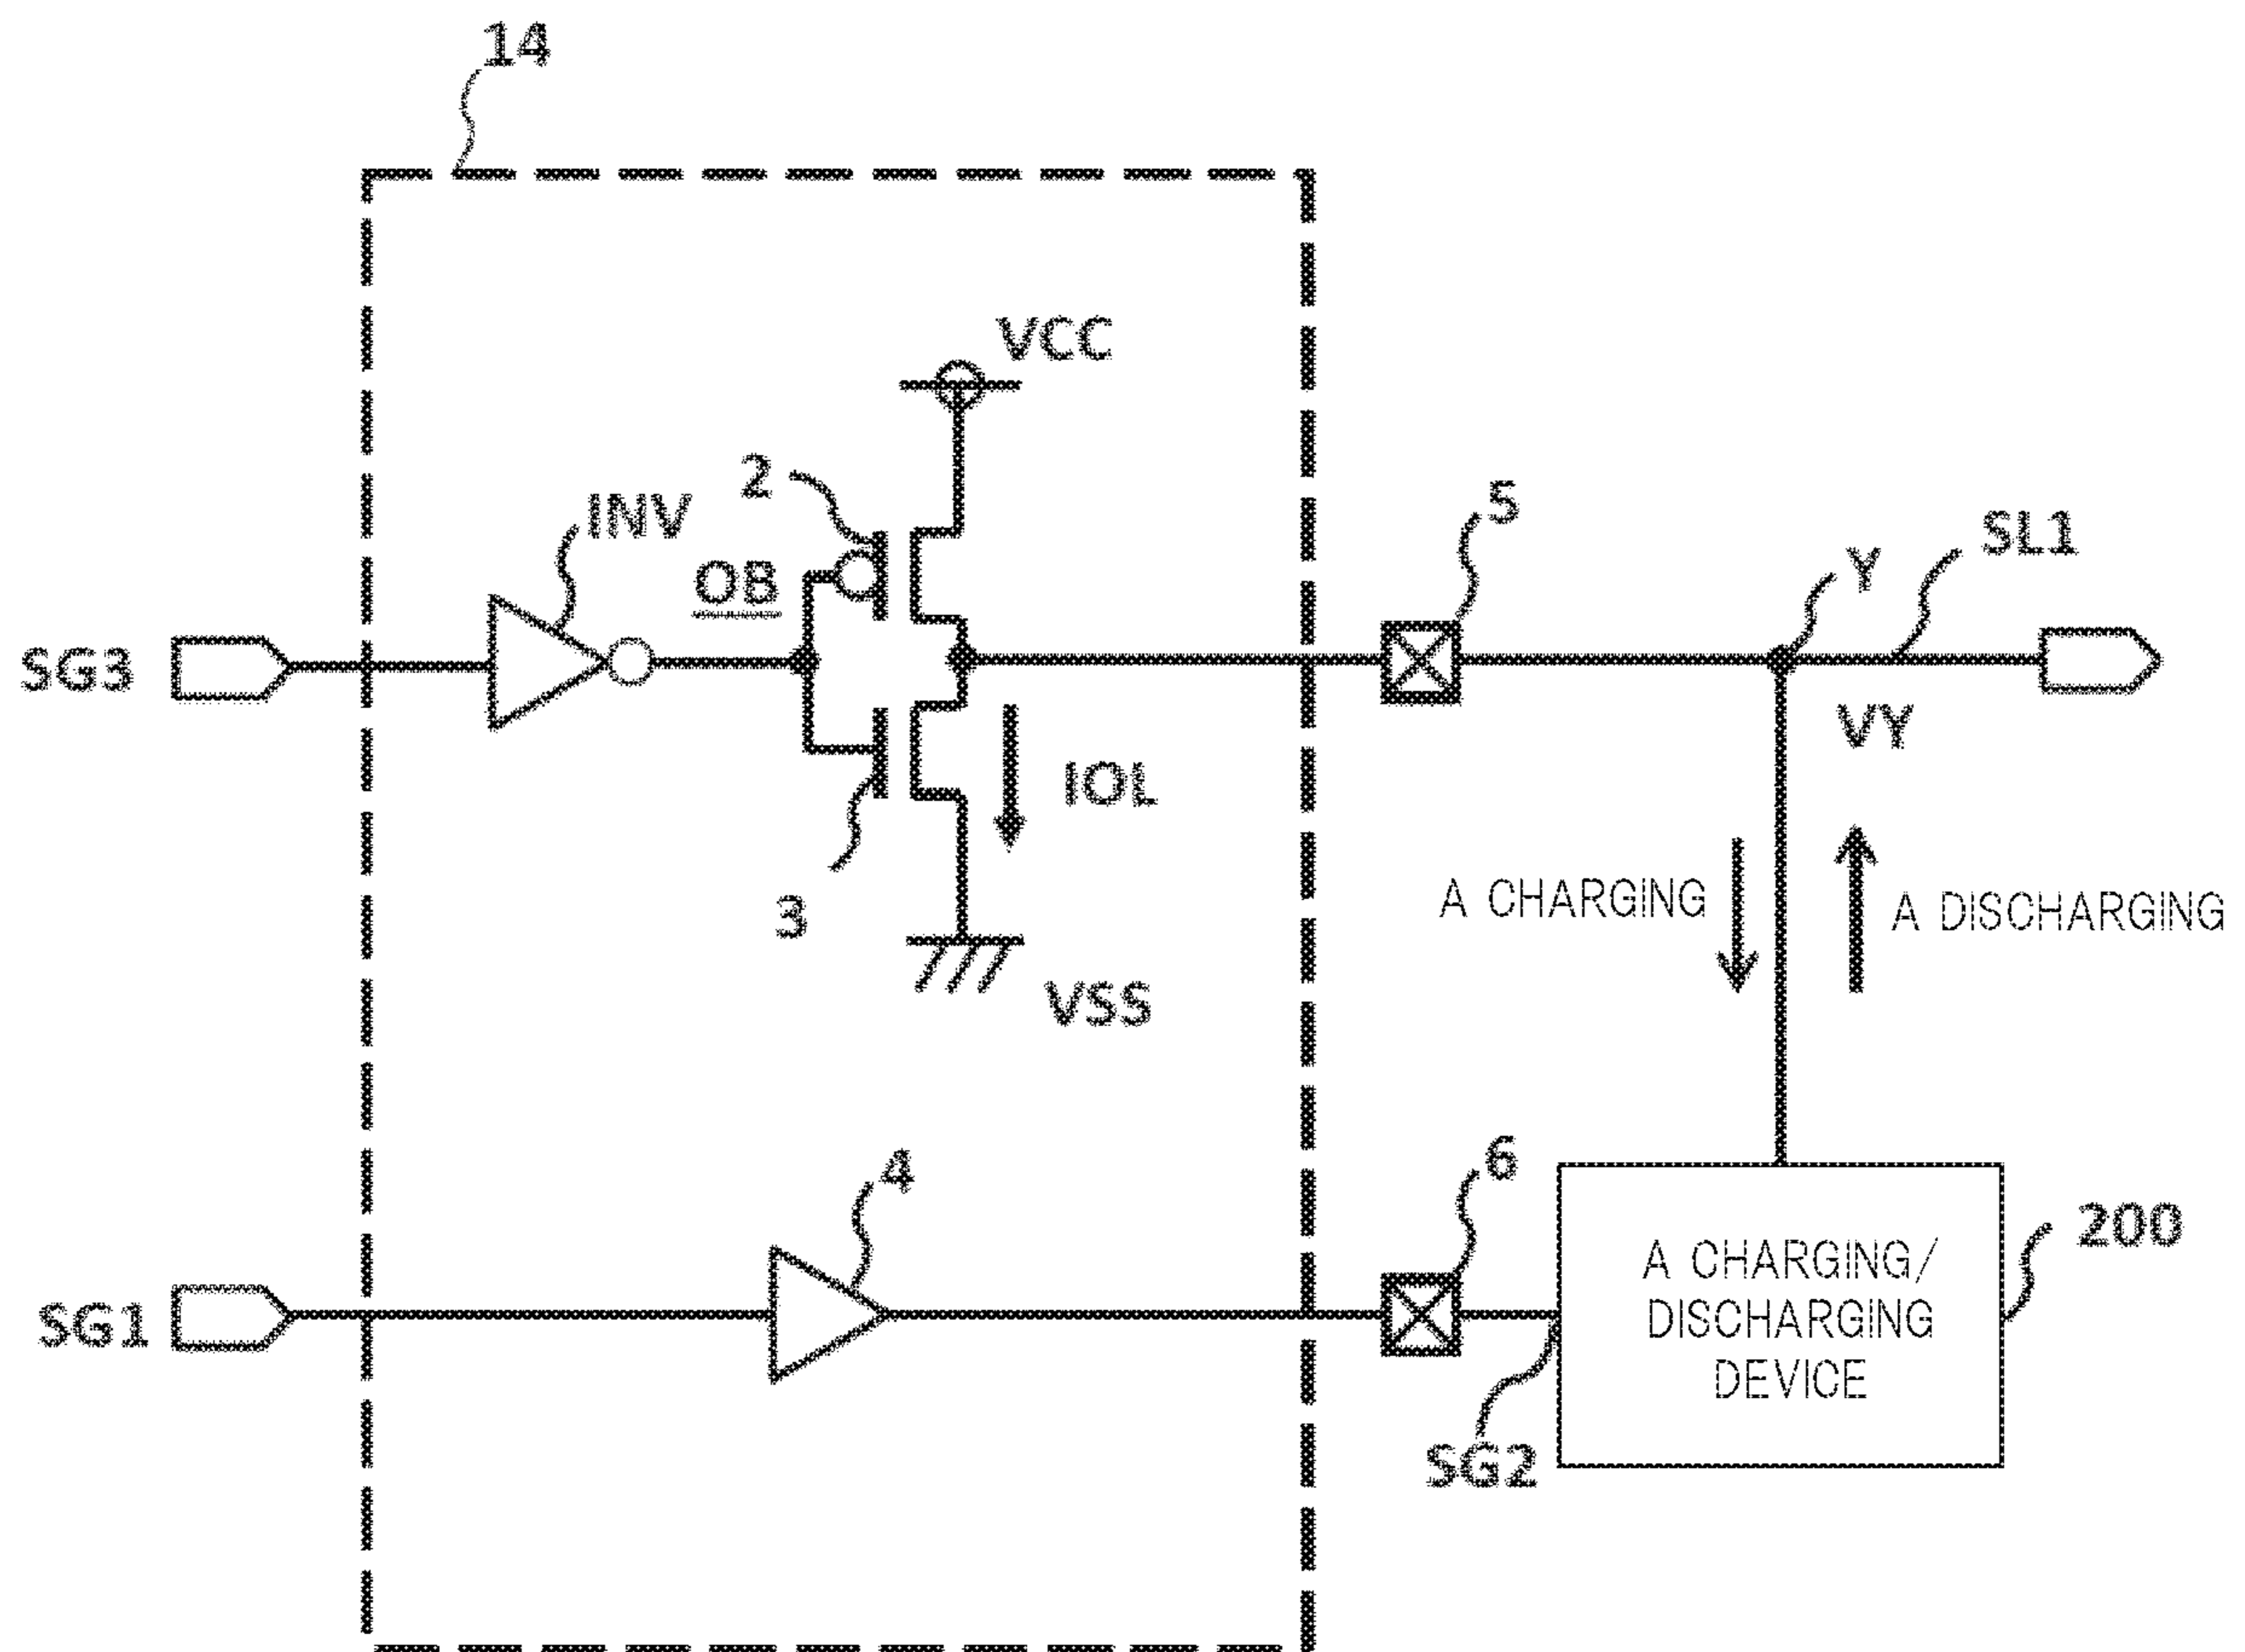 14
VCC
2
INV
5
SL1
Y
OB
SG3
VY
IOL
3
A CHARGING
A DISCHARGING
VSS
4
6
200
A CHARGING/
DISCHARGING
DEVICE
SG1
SG2